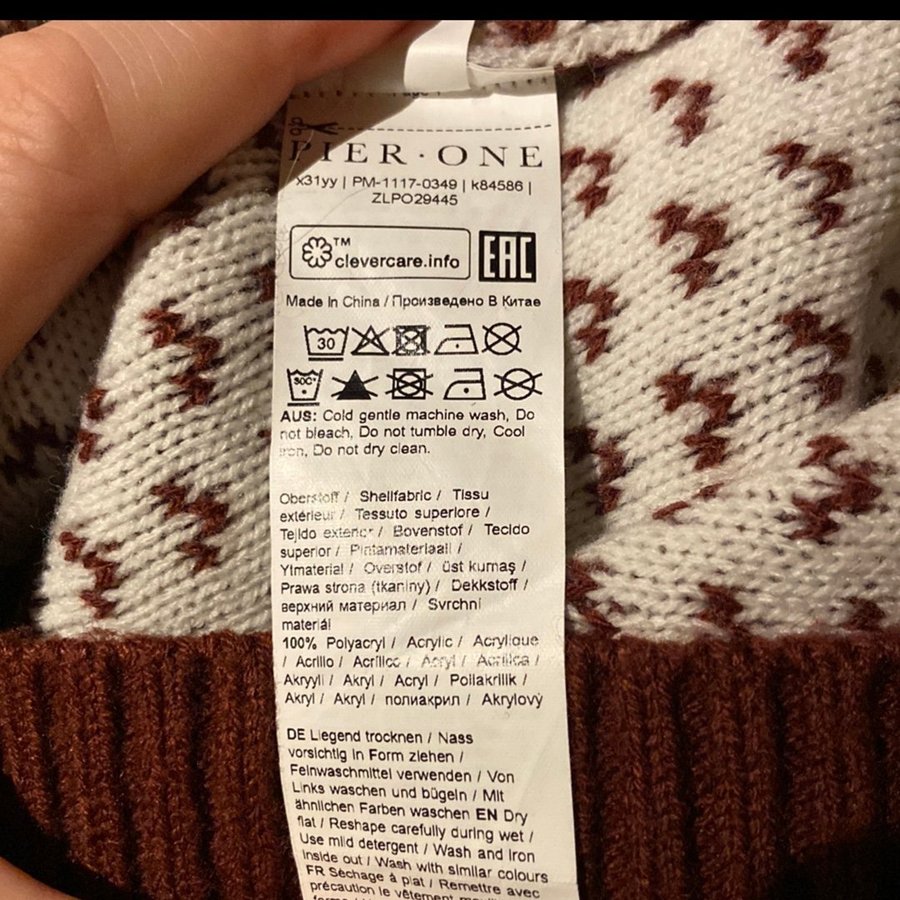 PIER · ONE
x31yy | PM-1117-0349 | k84586 |
ZLPO29445
TM
clevercare.info
EAC
Made In China / Произведено В Китае
30
30C°
AUS: Cold gentle machine wash, Do
not bleach, Do not tumble dry, Cool
iron, Do not dry clean.
Oberstoff / Shellfabric / Tissu
extérieur / Tessuto superiore /
Tejido exterior / Bovenstof / Tecido
superior / Pintamateriaali /
Ytmaterial / Overstof / üst kumaş /
Prawa strona (tkaniny) / Dekkstoff /
верхний материал / Svrchní
materiál
100% Polyacryl / Acrylic / Acrylique
/ Acrilico / Acrílico / Acryl / Acrílica /
Akryyli / Akryl / Acryl / Poliakrilik /
Akryl / Akryl / полиакрил / Akrylový
DE Liegend trocknen / Nass
vorsichtig in Form ziehen /
Feinwaschmittel verwenden / Von
Links waschen und bügeln / Mit
ähnlichen Farben waschen EN Dry
flat / Reshape carefully during wet /
Use mild detergent / Wash and iron
inside out / Wash with similar colours
FR Séchage à plat / Remettre avec
précaution le vêtement